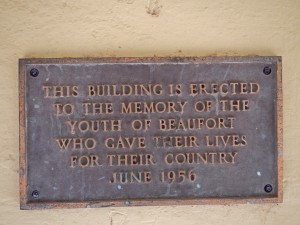 THIS BUILDING IS ERECTED
TO THE MEMORY OF THE
YOUTH OF BEAUFORT
WHO GAVE THEIR LIVES
FOR THEIR COUNTRY
JUNE 1956